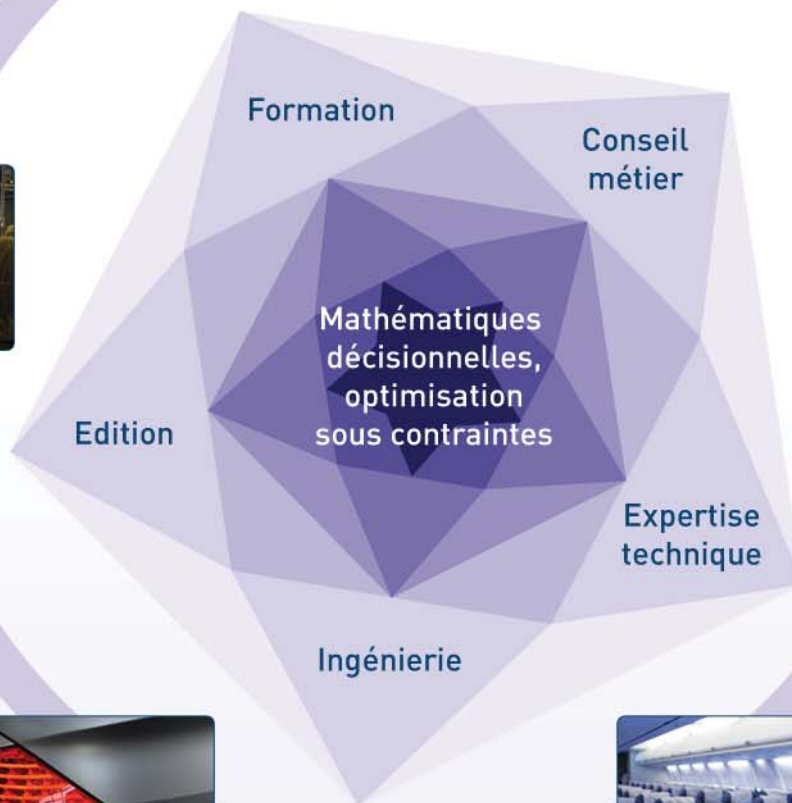 Formation
Conseil
métier
Mathématiques
décisionnelles,
optimisation
sous contraintes
Edition
Expertise
technique
Ingénierie